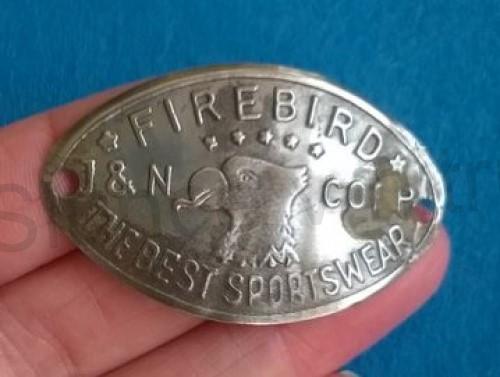 FIREBIRD
J & N CORP
THE BEST SPORTSWEAR